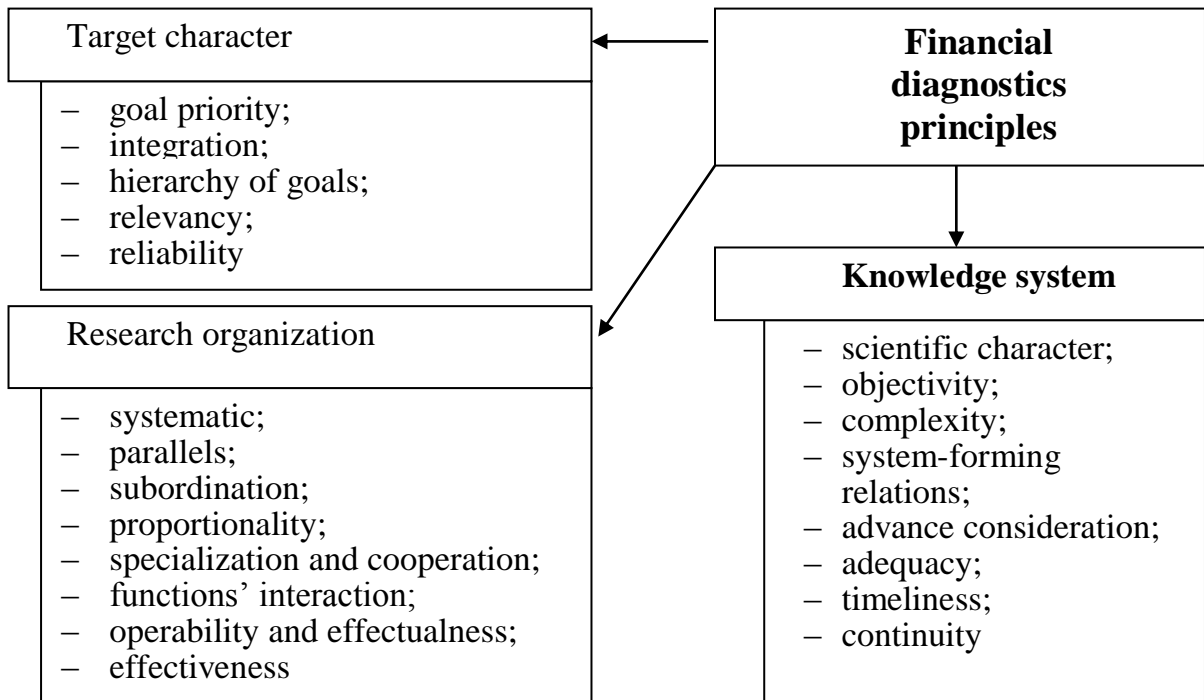 Financial
diagnostics
principles
Target character
– goal priority;
– integration;
– hierarchy of goals;
– relevancy;
– reliability
Research organization
– systematic;
– parallels;
– subordination;
– proportionality;
– specialization and cooperation;
– functions’ interaction;
– operability and effectualness;
– effectiveness
Knowledge system
– scientific character;
– objectivity;
– complexity;
– system-forming
relations;
– advance consideration;
– adequacy;
– timeliness;
– continuity